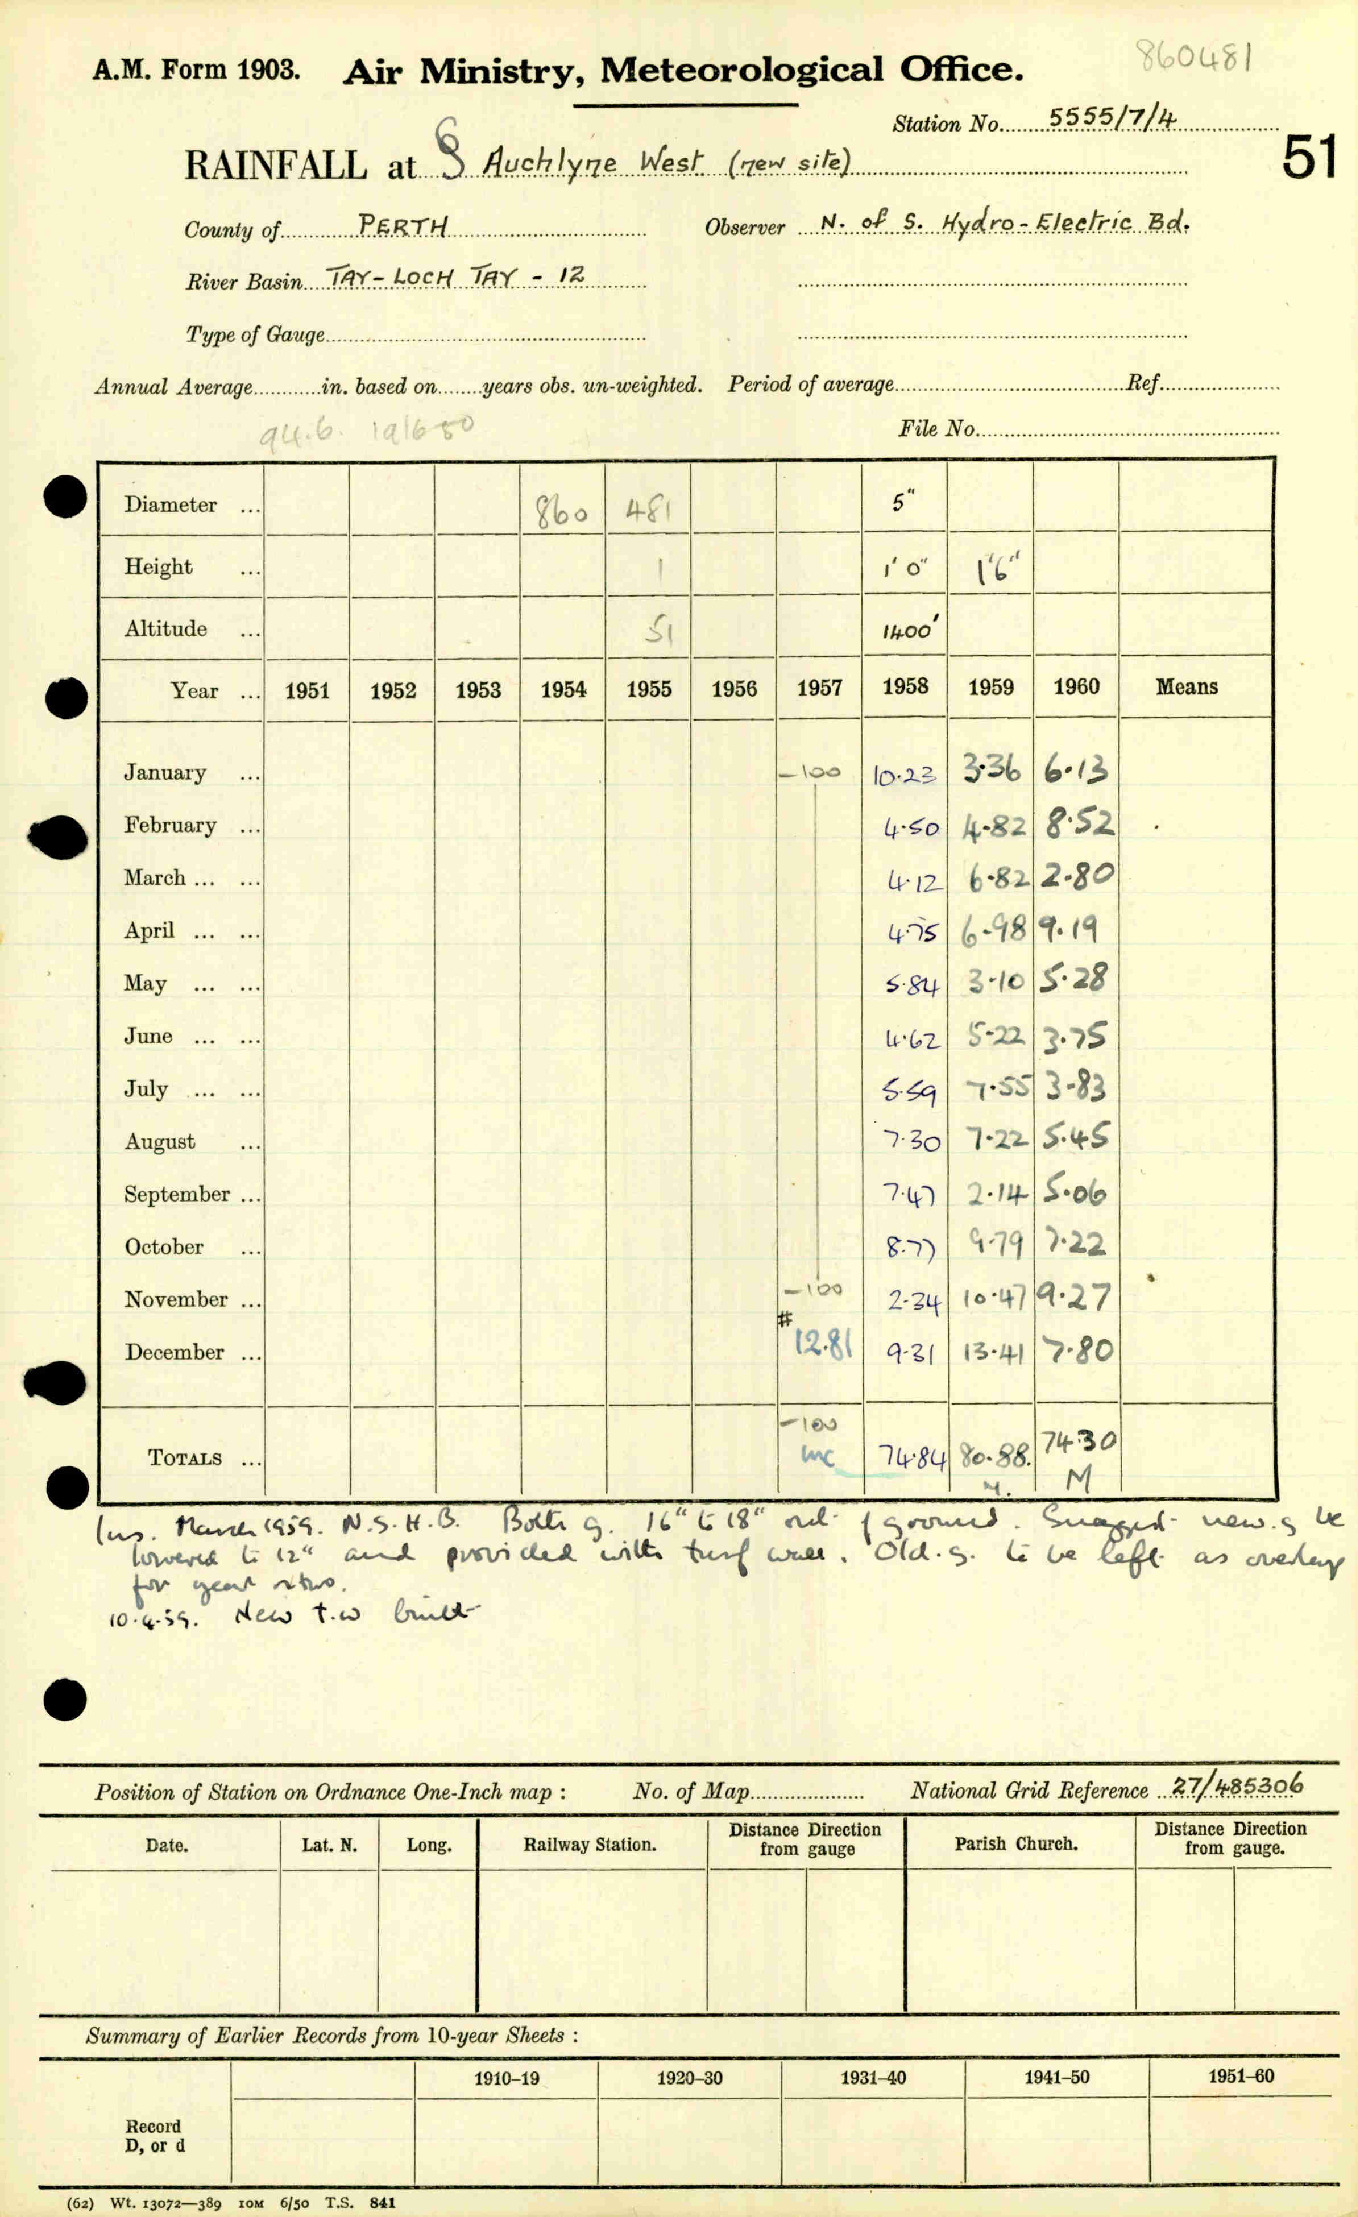 860481
A.M. Form 1903. Air Ministry, Meteorological Office.
Station No. 5555/7/4
51
RAINFALL at Auchlyne West (new site)
County of PERTH Observer N. of S. Hydro-Electric Bd.
River Basin TAY-LOCH TAY - 12
Type of Gauge
Annual Average in. based on years obs. un-weighted. Period of average Ref.
94.6. 1916-50
File No.
Diameter ... 860 481 5"
Height ... 1 1' 0" 1'6"
Altitude ... 51 1400'
Year ... 1951 1952 1953 1954 1955 1956 1957 1958 1959 1960 Means
January ... -100 10.23 3.36 6.13
February ... 4.50 4.82 8.52
March ... ... 4.12 6.82 2.80
April ... ... 4.75 6.98 9.19
May ... ... 5.84 3.10 5.28
June ... ... 4.62 5.22 3.75
July ... ... 5.59 7.55 3.83
August ... 7.30 7.22 5.45
September ... 7.47 2.14 5.06
October ... 8.77 9.79 7.22
November ... -100 2.34 10.47 9.27
December ... # 12.81 9.31 13.41 7.80
-100
TOTALS ... inc 74.84 80.88. 74.30
M. M
Ins. March 1959. N.S.H.B. Both g. 16" to 18" out of ground. Suggest new.g be
lowered to 12" and provided with turf wall. Old.g. to be left as overlap
for year
10.4.59. New t.w built
Position of Station on Ordnance One-Inch map : No. of Map National Grid Reference 27/485306
Date. Lat. N. Long. Railway Station. Distance Direction from gauge Parish Church. Distance Direction from gauge.
Summary of Earlier Records from 10-year Sheets :
1910–19 1920–30 1931–40 1941–50 1951–60
Record
D, or d
(62) Wt. 13072—389 10M 6/50 T.S. 841